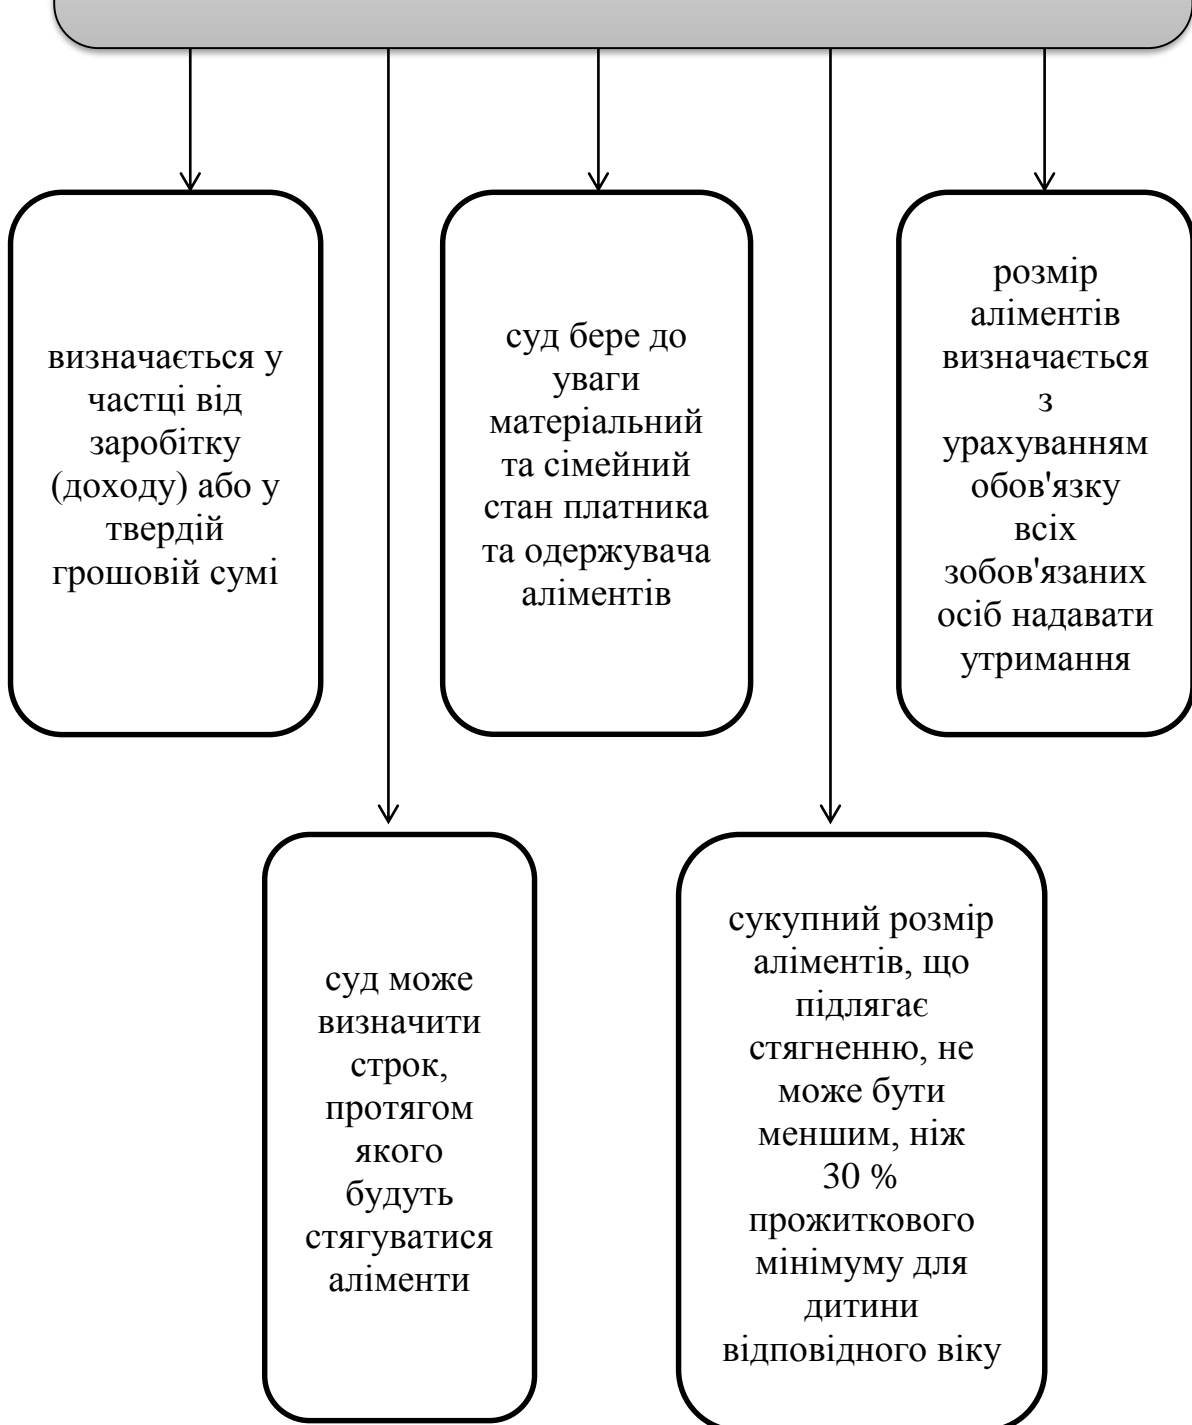 визначається у
частці від
заробітку
(доходу) або у
твердій
грошовій сумі
суд бере до
уваги
матеріальний
та сімейний
стан платника
та одержувача
аліментів
розмір
аліментів
визначається
з
урахуванням
обов'язку
всіх
зобов'язаних
осіб надавати
утримання
суд може
визначити
строк,
протягом
якого
будуть
стягуватися
аліменти
сукупний розмір
аліментів, що
підлягає
стягненню, не
може бути
меншим, ніж
30 %
прожиткового
мінімуму для
дитини
відповідного віку